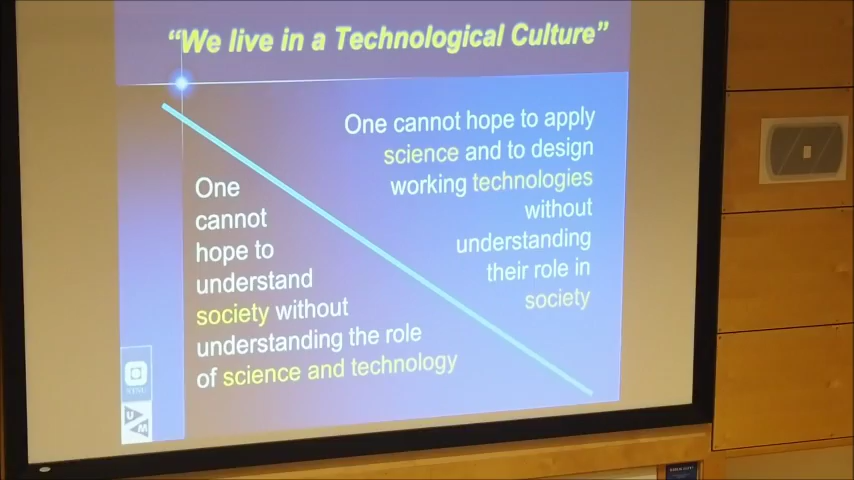 “We live in a Technological Culture”
One cannot hope to apply
science and to design
working technologies
without
understanding
their role in
society
One
cannot
hope to
understand
society without
understanding the role
of science and technology
U
M